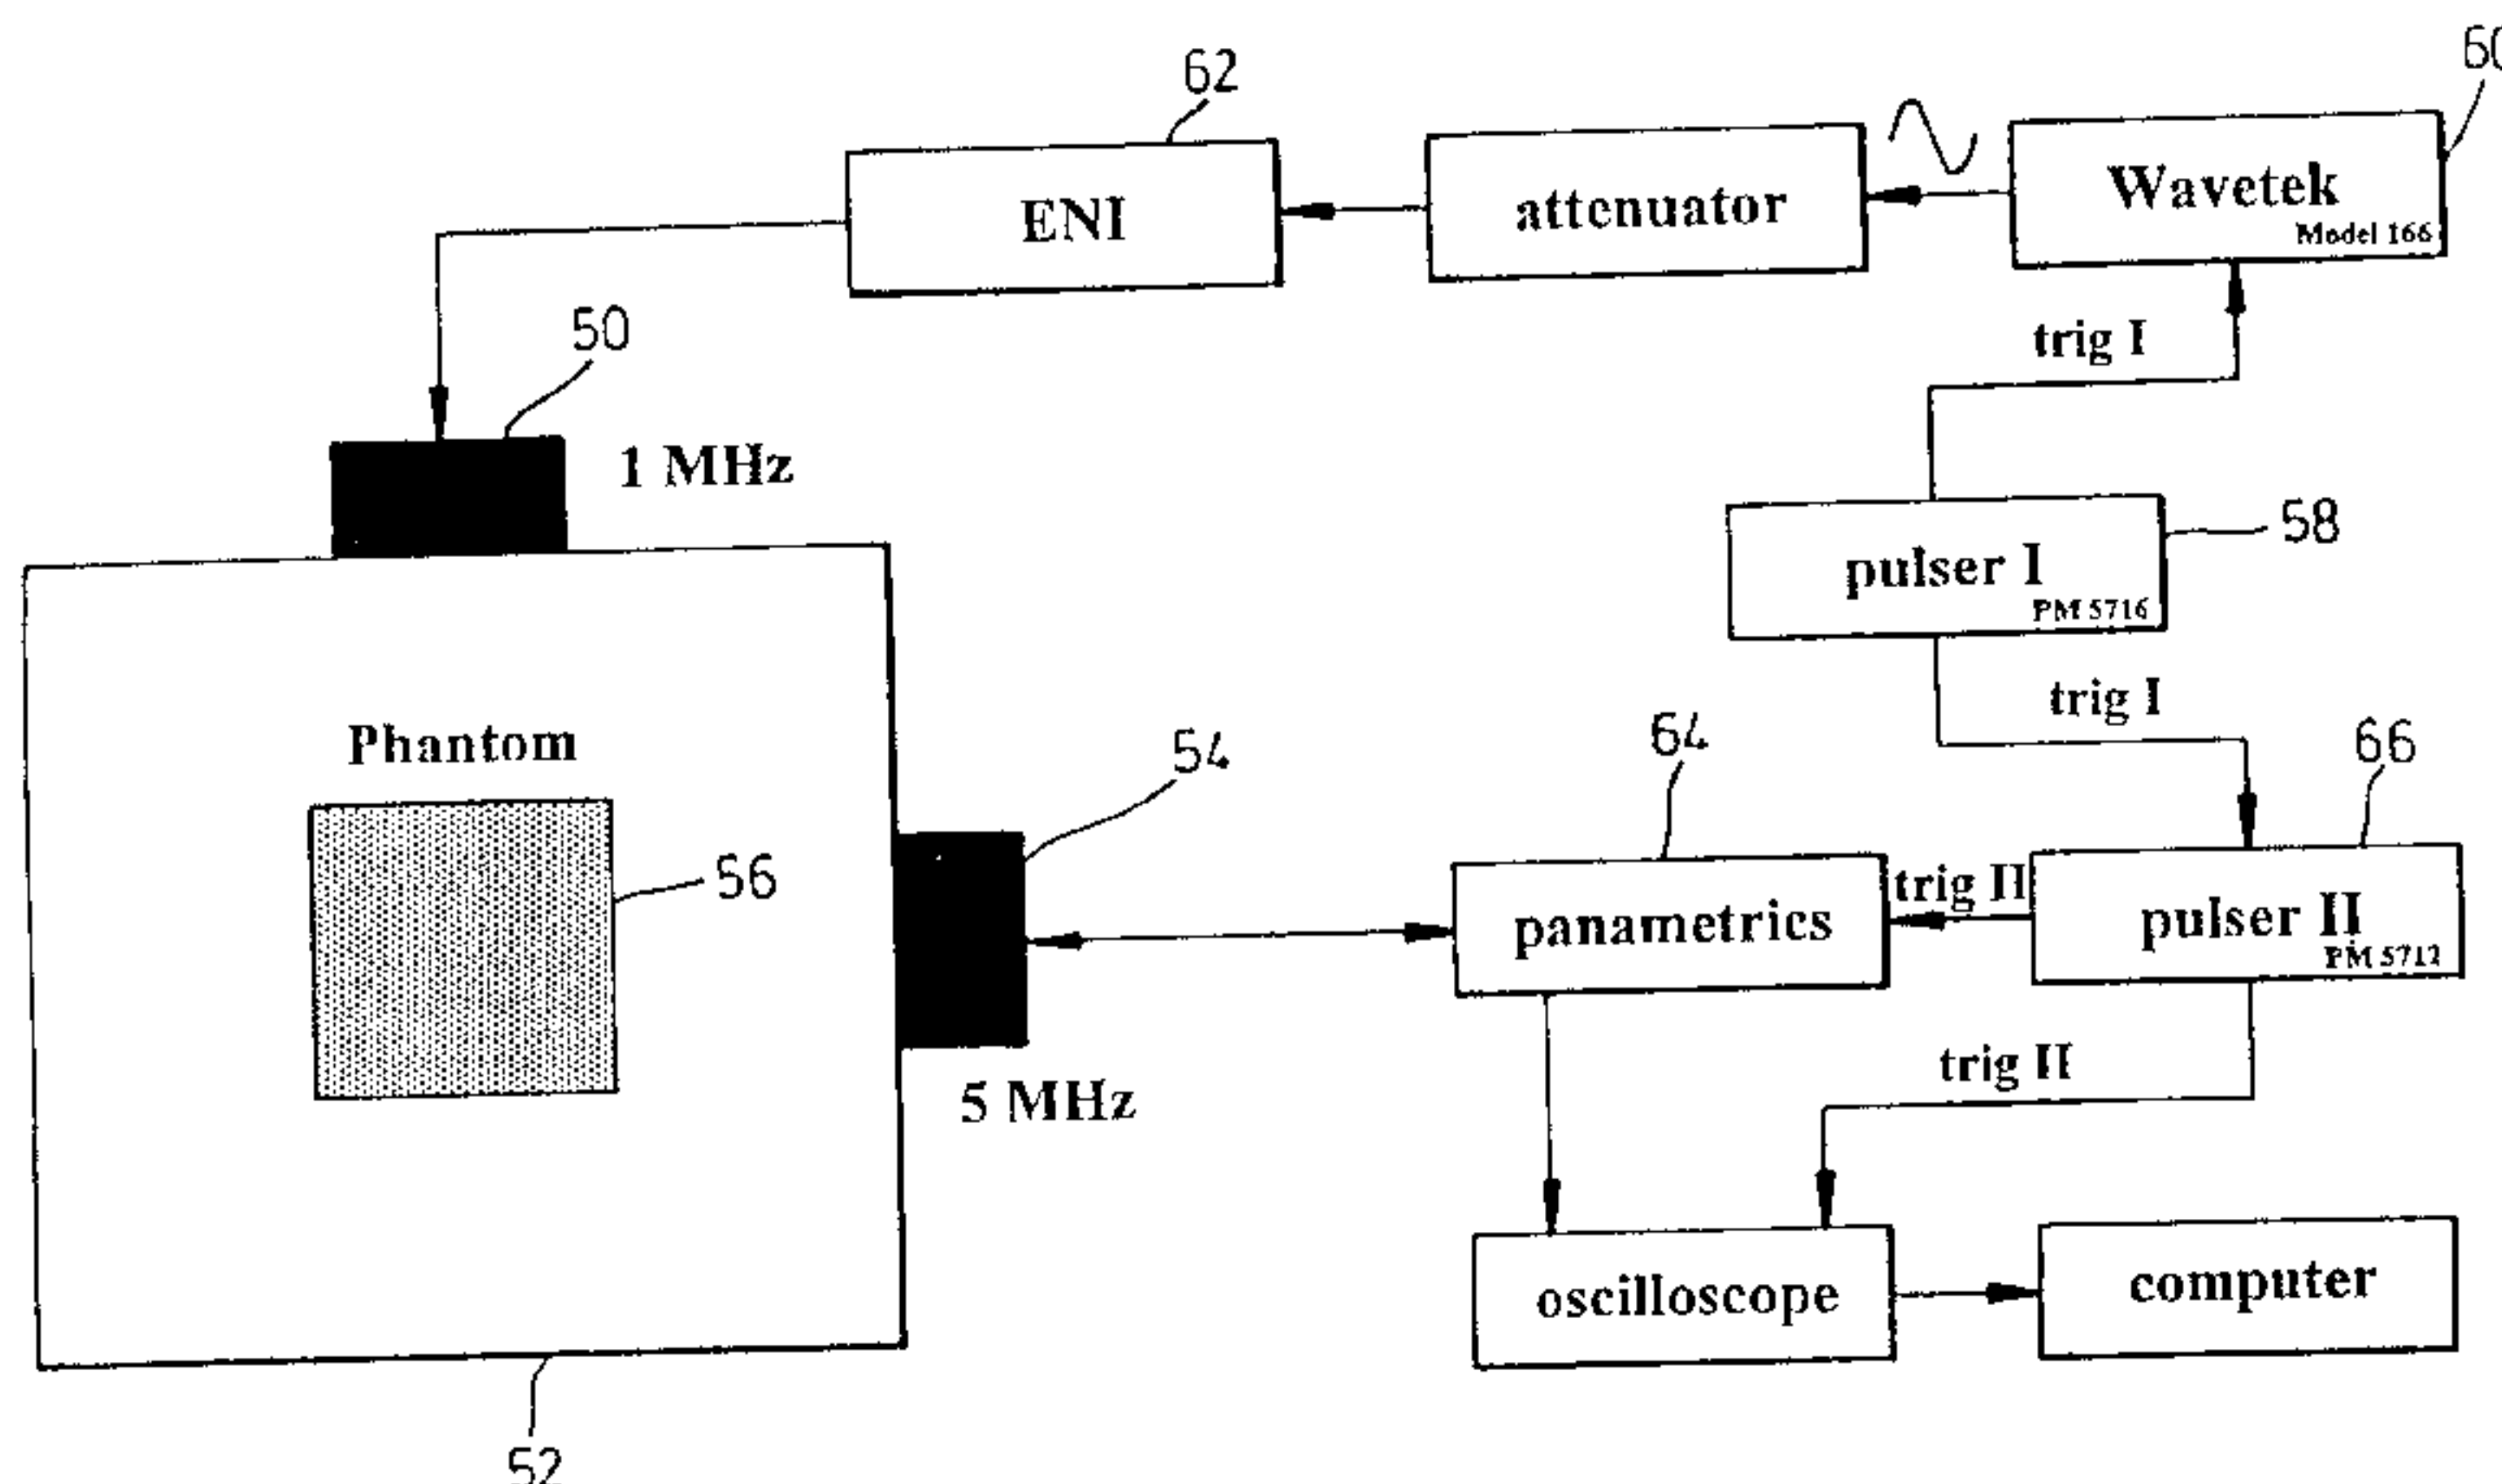 62
60
ENI
attenuator
Wavetek
Model 166
50
trig I
1 MHz
pulser I
PM 5716
58
trig I
Phantom
54
64
66
56
panametrics
trig II
pulser II
PM 5712
5 MHz
trig II
oscilloscope
computer
52